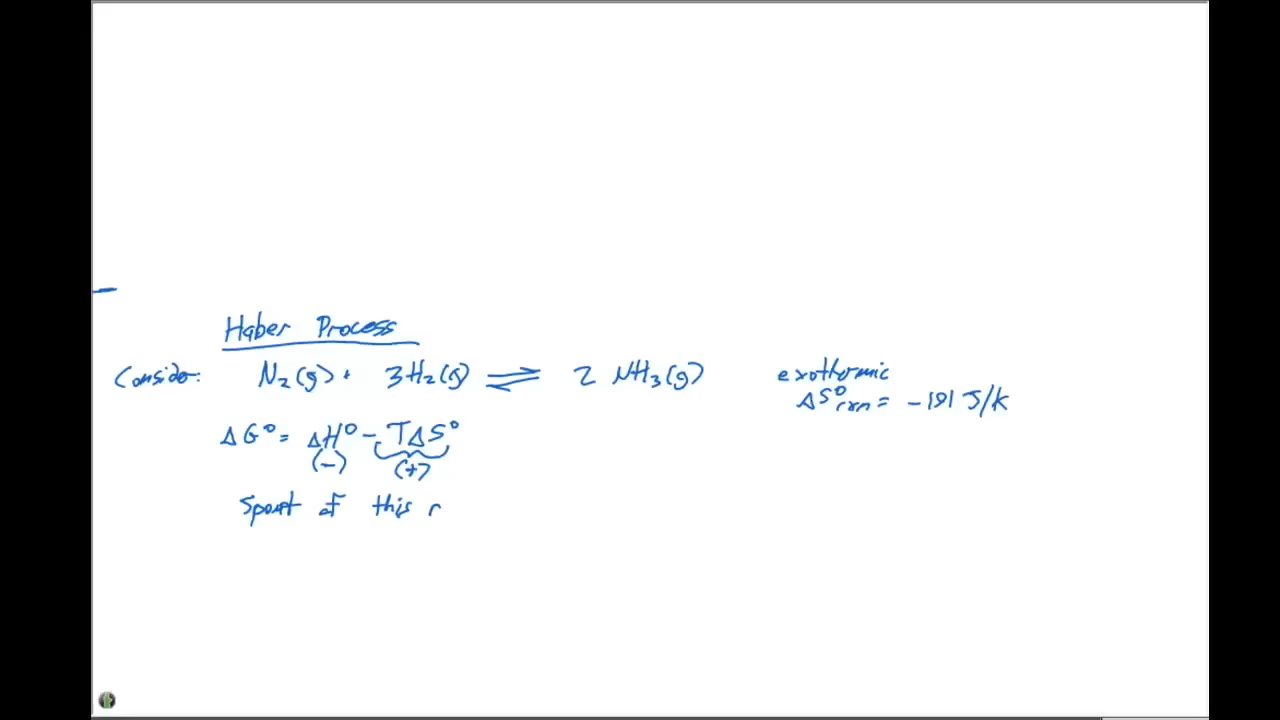 Haber Process
Consider: N₂(g) + 3H₂(g) ⇌ 2 NH₃(g) exothermic
ΔS°rxn = -191 J/K
ΔG° = ΔH° - TΔS°
(-) (+)
Spont of this r